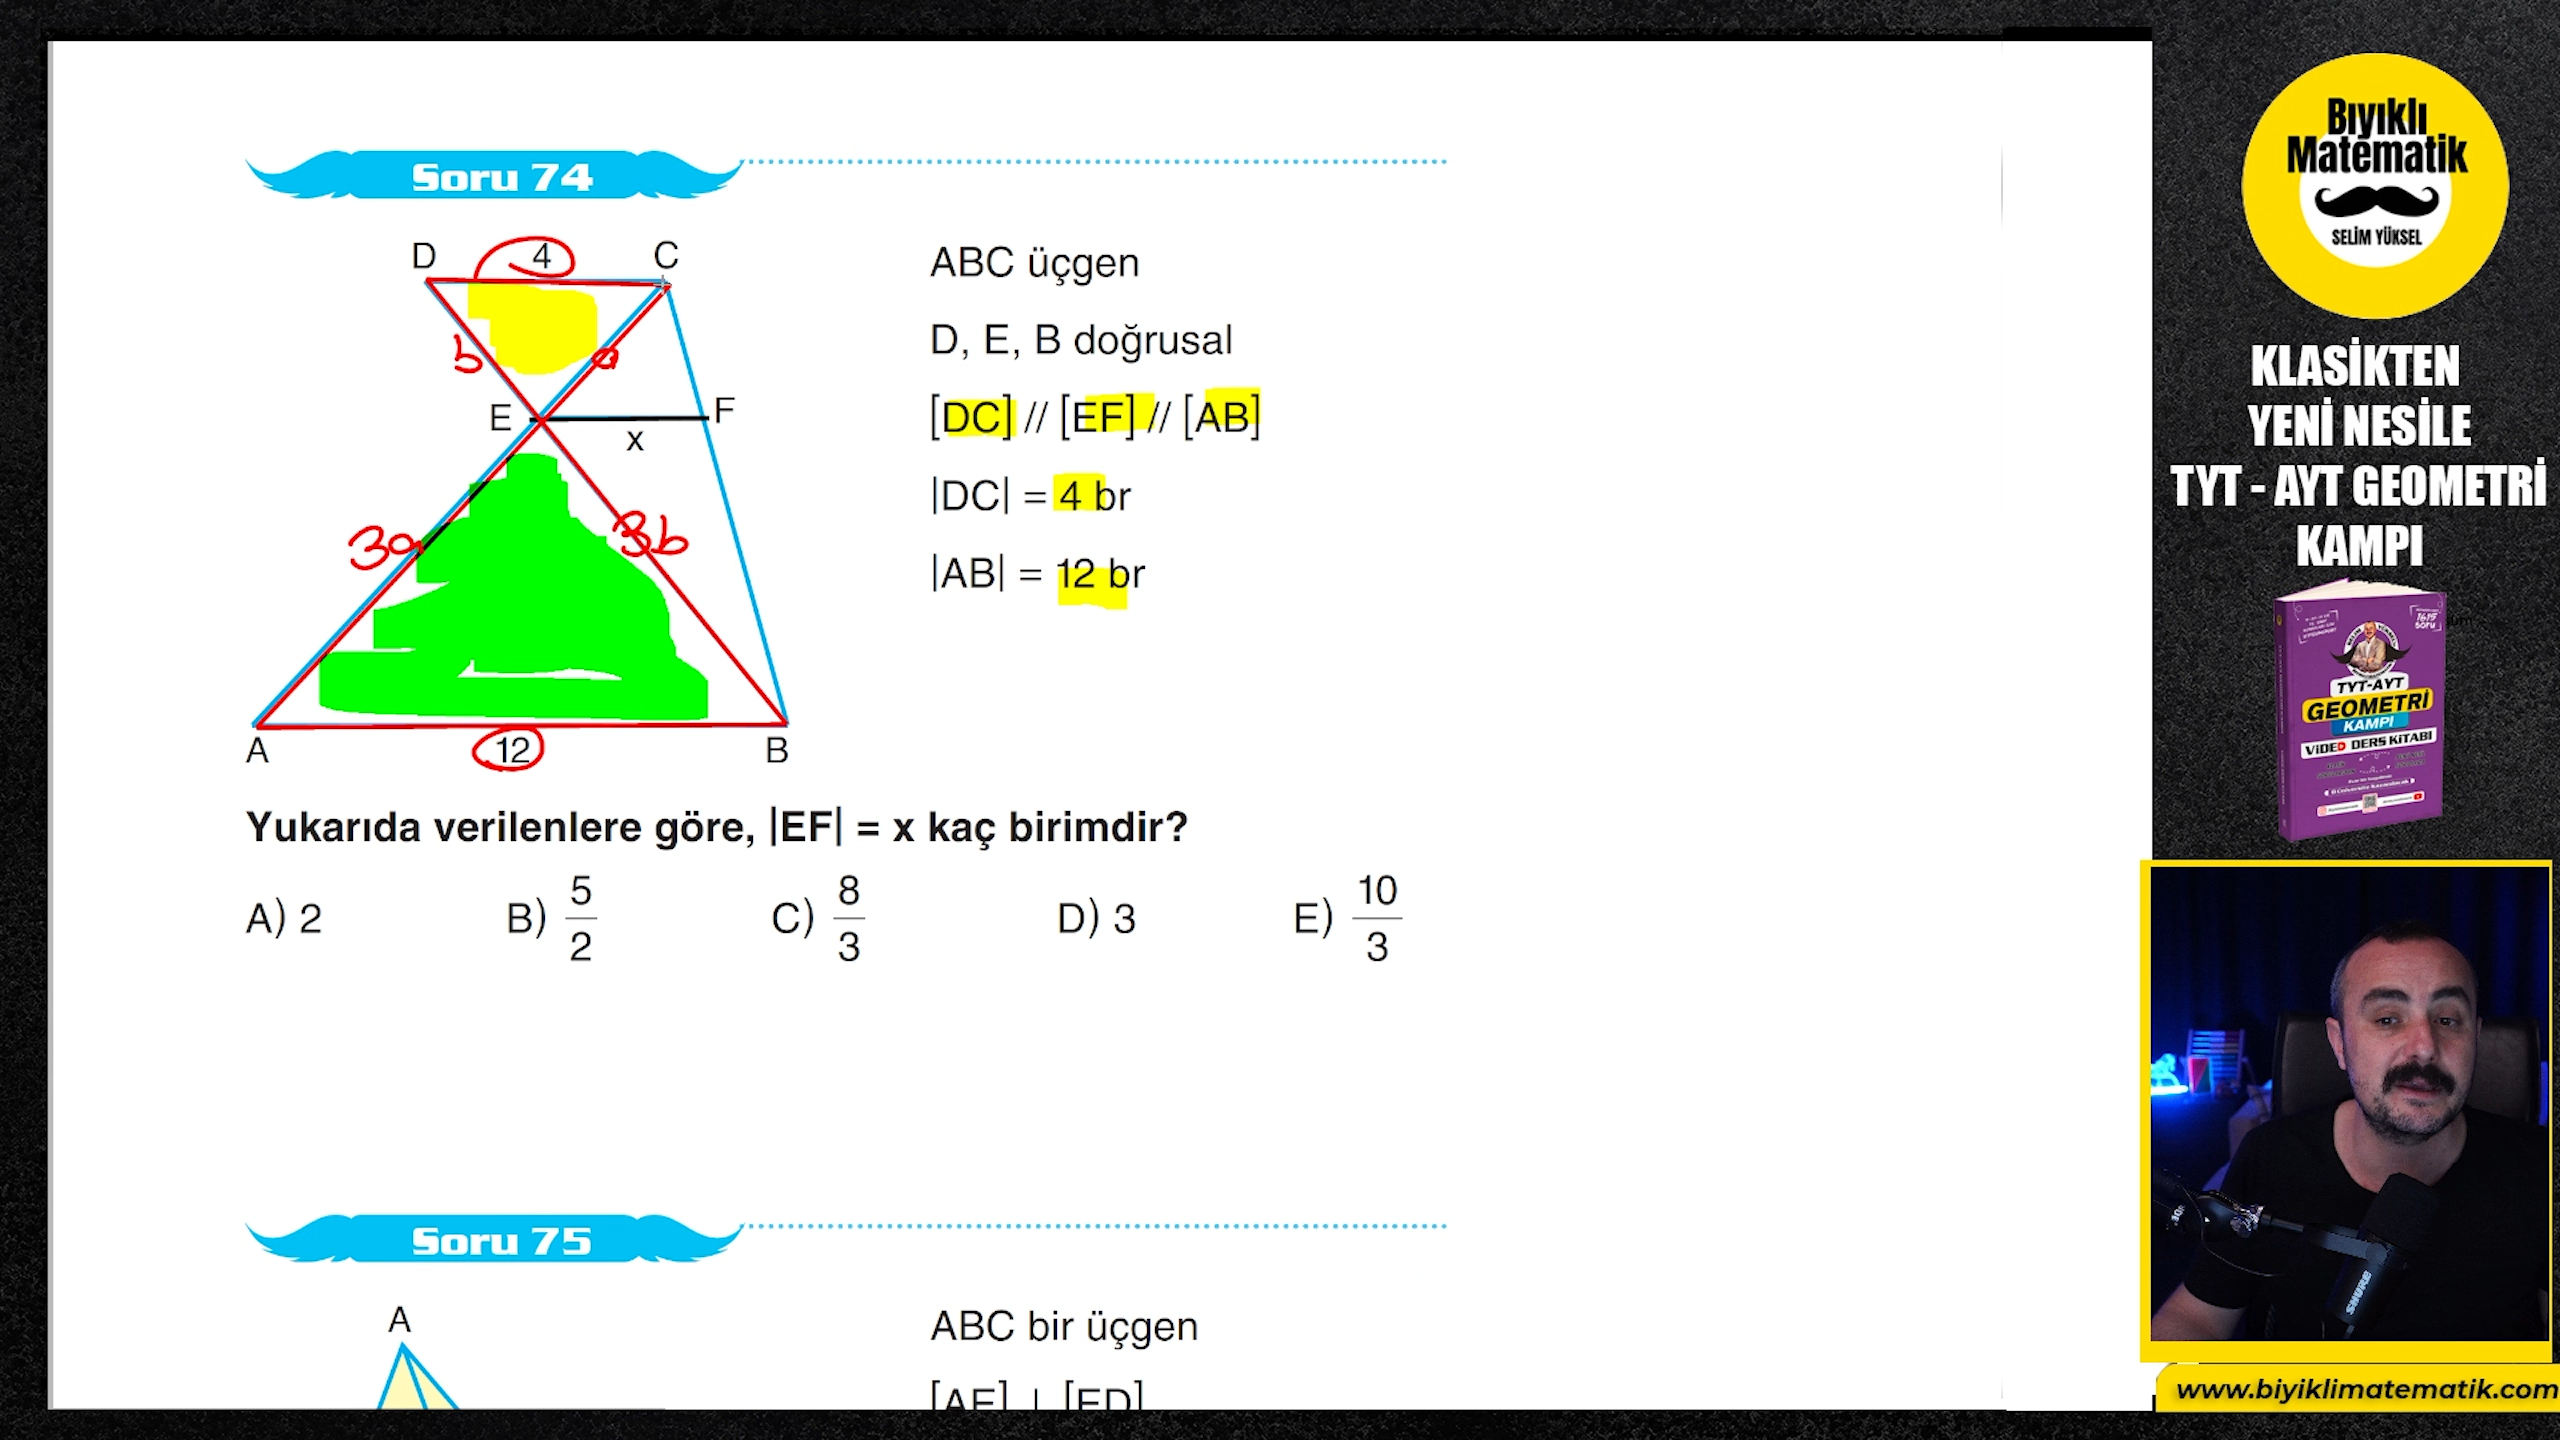 Soru 74
D
4
C
b
a
E
F
x
3a
3b
A
12
B
ABC üçgen
D, E, B doğrusal
[DC] // [EF] // [AB]
|DC| = 4 br
|AB| = 12 br
Yukarıda verilenlere göre, |EF| = x kaç birimdir?
A) 2 B) 5/2 C) 8/3 D) 3 E) 10/3
Soru 75
A
ABC bir üçgen
[AE] ⊥ [ED]
Bıyıklı
Matematik
SELİM YÜKSEL
KLASİKTEN
YENİ NESİLE
TYT - AYT GEOMETRİ
KAMPI
TYT-AYT
GEOMETRİ
KAMPI
VİDEO DERS KİTABI
SHURE
www.biyiklimatematik.com